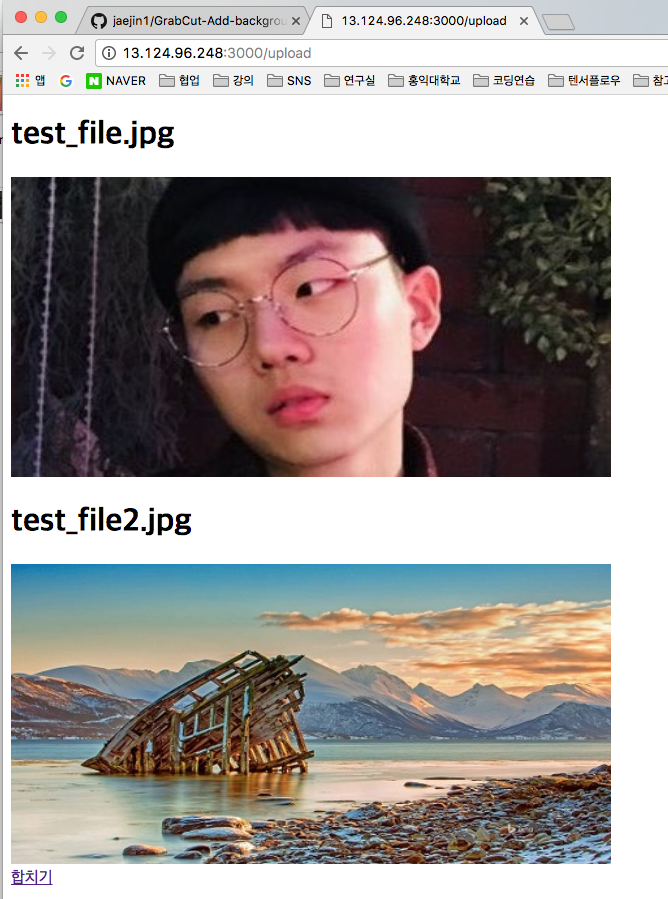 jaejin1/GrabCut-Add-backgrou
13.124.96.248:3000/upload
13.124.96.248:3000/upload
앱 NAVER 협업 강의 SNS 연구실 홍익대학교 코딩연습 텐서플로우 참고
test_file.jpg
test_file2.jpg
합치기